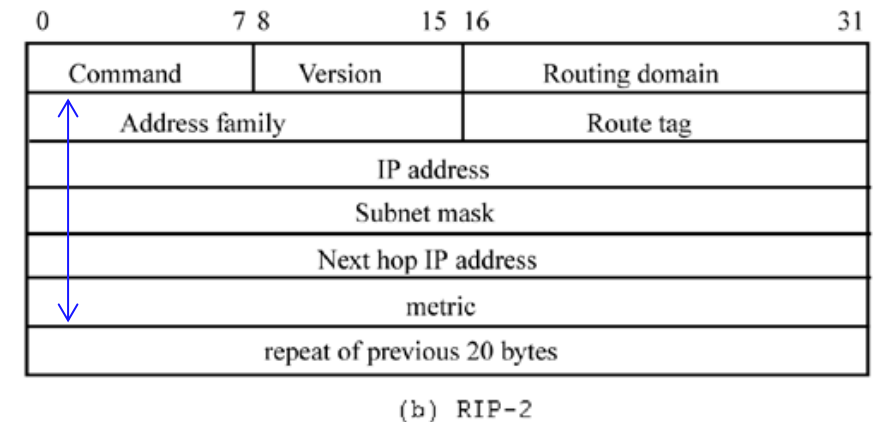 0 7 8 15 16 31
Command Version Routing domain
Address family Route tag
IP address
Subnet mask
Next hop IP address
metric
repeat of previous 20 bytes
(b) RIP-2